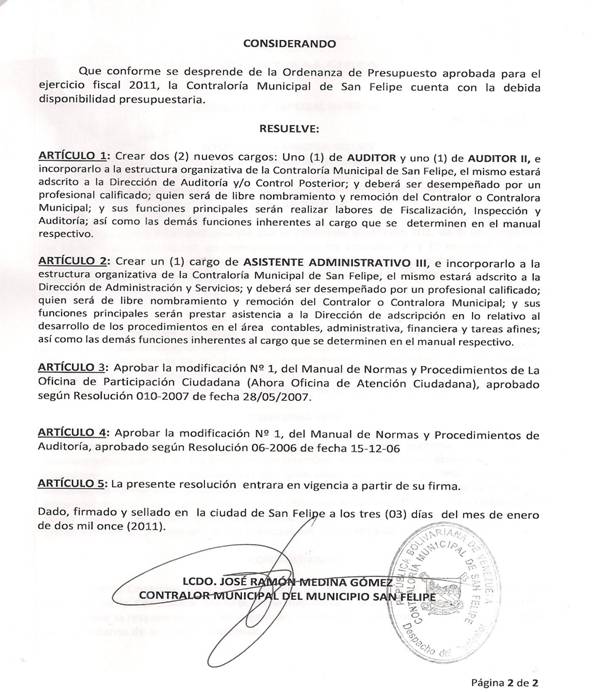 CONSIDERANDO
Que conforme se desprende de la Ordenanza de Presupuesto aprobada para el
ejercicio fiscal 2011, la Contraloría Municipal de San Felipe cuenta con la debida
disponibilidad presupuestaria.
RESUELVE:
ARTÍCULO 1: Crear dos (2) nuevos cargos: Uno (1) de AUDITOR y uno (1) de AUDITOR II, e
incorporarlo a la estructura organizativa de la Contraloría Municipal de San Felipe, el mismo estará
adscrito a la Dirección de Auditoría y/o Control Posterior; y deberá ser desempeñado por un
profesional calificado; quien será de libre nombramiento y remoción del Contralor o Contralora
Municipal; y sus funciones principales serán realizar labores de Fiscalización, Inspección y
Auditoría; así como las demás funciones inherentes al cargo que se determinen en el manual
respectivo.
ARTÍCULO 2: Crear un (1) cargo de ASISTENTE ADMINISTRATIVO III, e incorporarlo a la
estructura organizativa de la Contraloría Municipal de San Felipe, el mismo estará adscrito a la
Dirección de Administración y Servicios; y deberá ser desempeñado por un profesional calificado;
quien será de libre nombramiento y remoción del Contralor o Contralora Municipal; y sus
funciones principales serán prestar asistencia a la Dirección de adscripción en lo relativo al
desarrollo de los procedimientos en el área contables, administrativa, financiera y tareas afines;
así como las demás funciones inherentes al cargo que se determinen en el manual respectivo.
ARTÍCULO 3: Aprobar la modificación Nº 1, del Manual de Normas y Procedimientos de La
Oficina de Participación Ciudadana (Ahora Oficina de Atención Ciudadana), aprobado
según Resolución 010-2007 de fecha 28/05/2007.
ARTÍCULO 4: Aprobar la modificación Nº 1, del Manual de Normas y Procedimientos de
Auditoría, aprobado según Resolución 06-2006 de fecha 15-12-06
ARTÍCULO 5: La presente resolución entrara en vigencia a partir de su firma.
Dado, firmado y sellado en la ciudad de San Felipe a los tres (03) días del mes de enero
de dos mil once (2011).
LCDO. JOSÉ RAMÓN MEDINA GÓMEZ
CONTRALOR MUNICIPAL DEL MUNICIPIO SAN FELIPE
REPUBLICA BOLIVARIANA DE VENEZUELA
CONTRALORÍA MUNICIPAL DE SAN FELIPE
Despacho del
Página 2 de 2